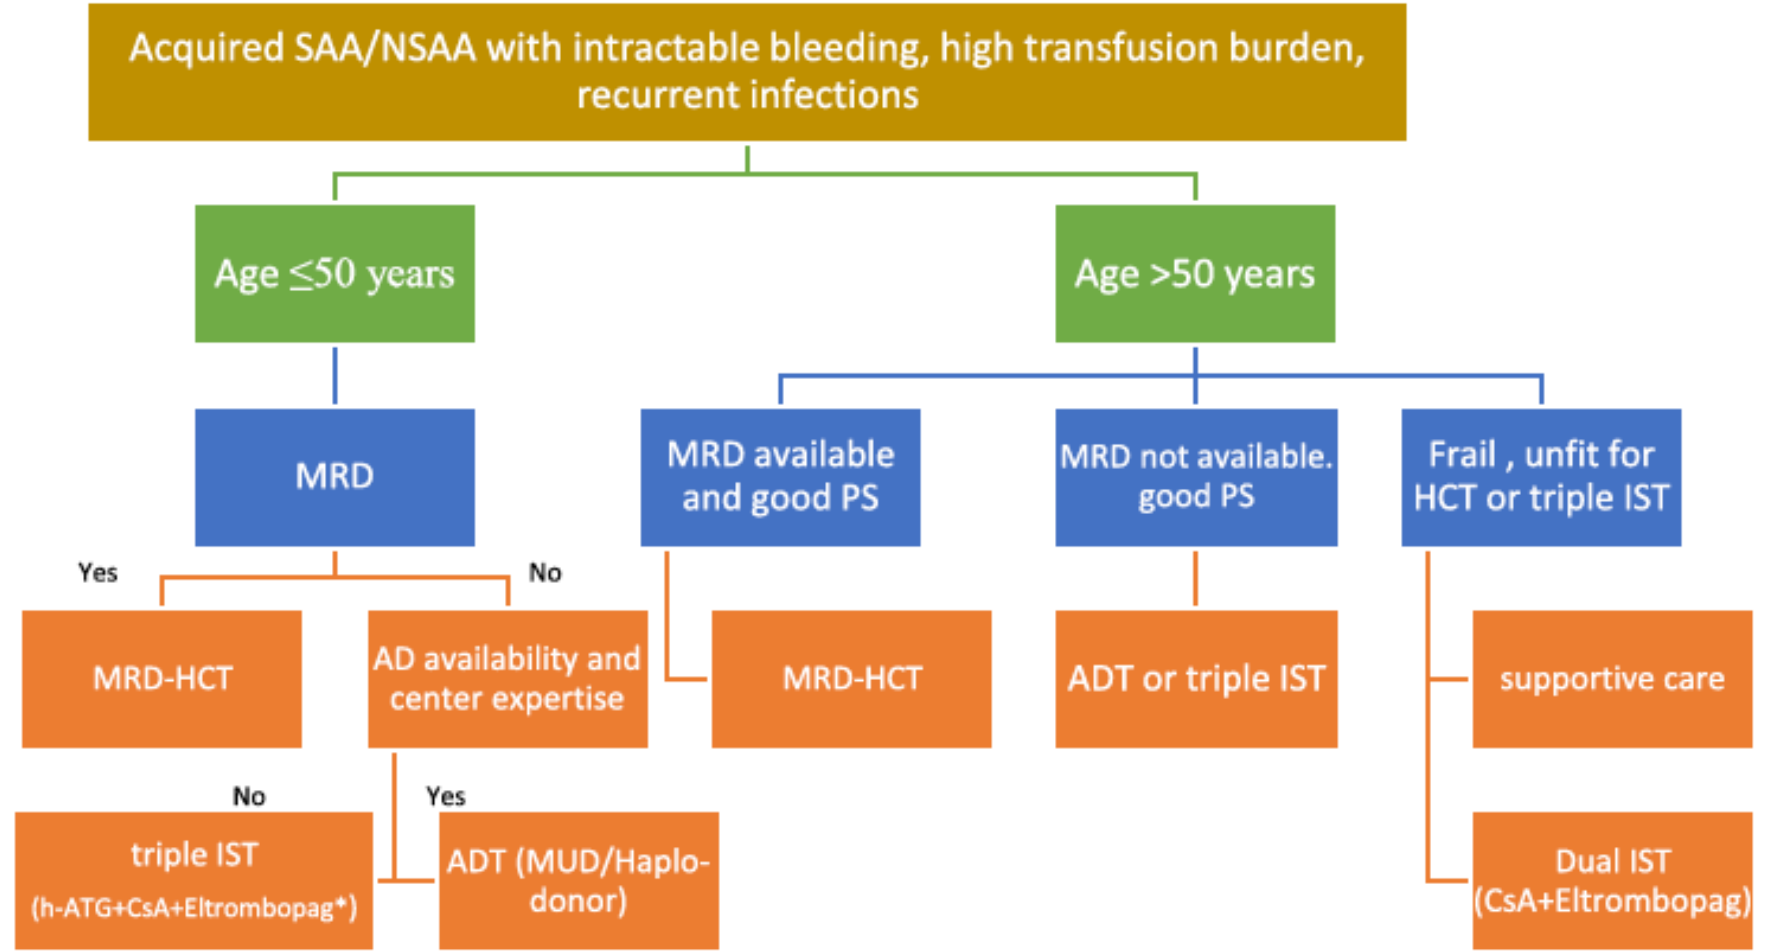 Acquired SAA/NSAA with intractable bleeding, high transfusion burden,
recurrent infections
Age ≤50 years
Age >50 years
MRD
MRD available
and good PS
MRD not available.
good PS
Frail , unfit for
HCT or triple IST
Yes
No
MRD-HCT
AD availability and
center expertise
MRD-HCT
ADT or triple IST
supportive care
No
Yes
triple IST
(h-ATG+CsA+Eltrombopag*)
ADT (MUD/Haplo-
donor)
Dual IST
(CsA+Eltrombopag)